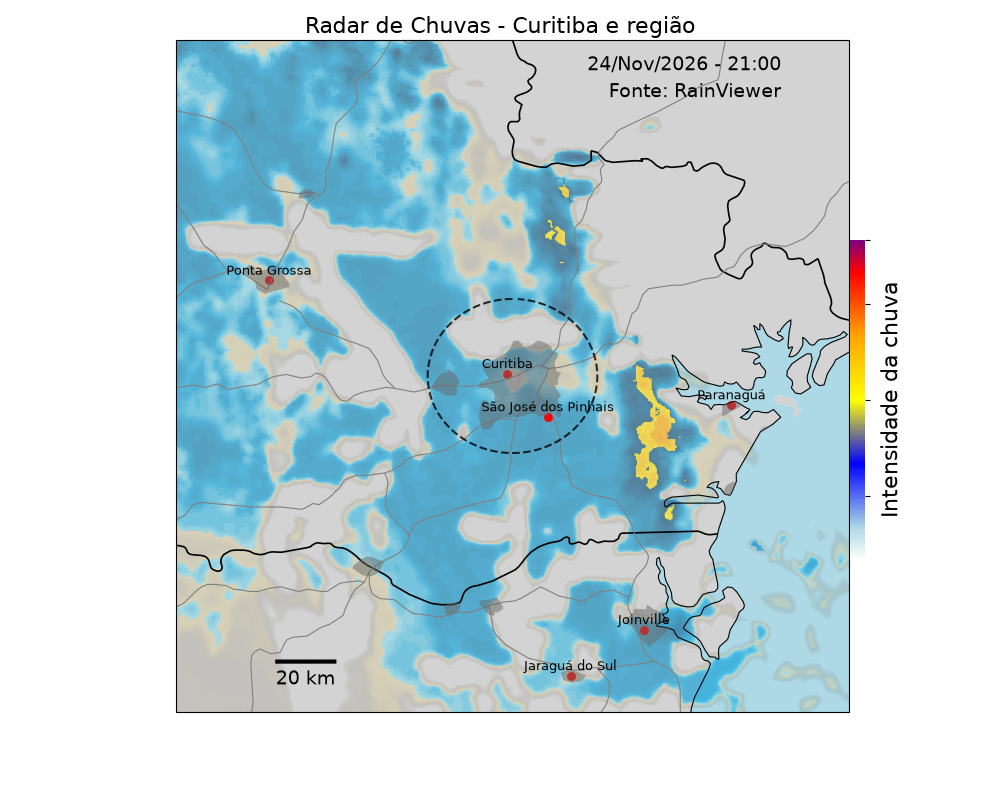 Radar de Chuvas - Curitiba e região
24/Nov/2026 - 21:00
Fonte: RainViewer
Ponta Grossa
Curitiba
São José dos Pinhais
Paranaguá
Joinville
Jaraguá do Sul
20 km
Intensidade da chuva